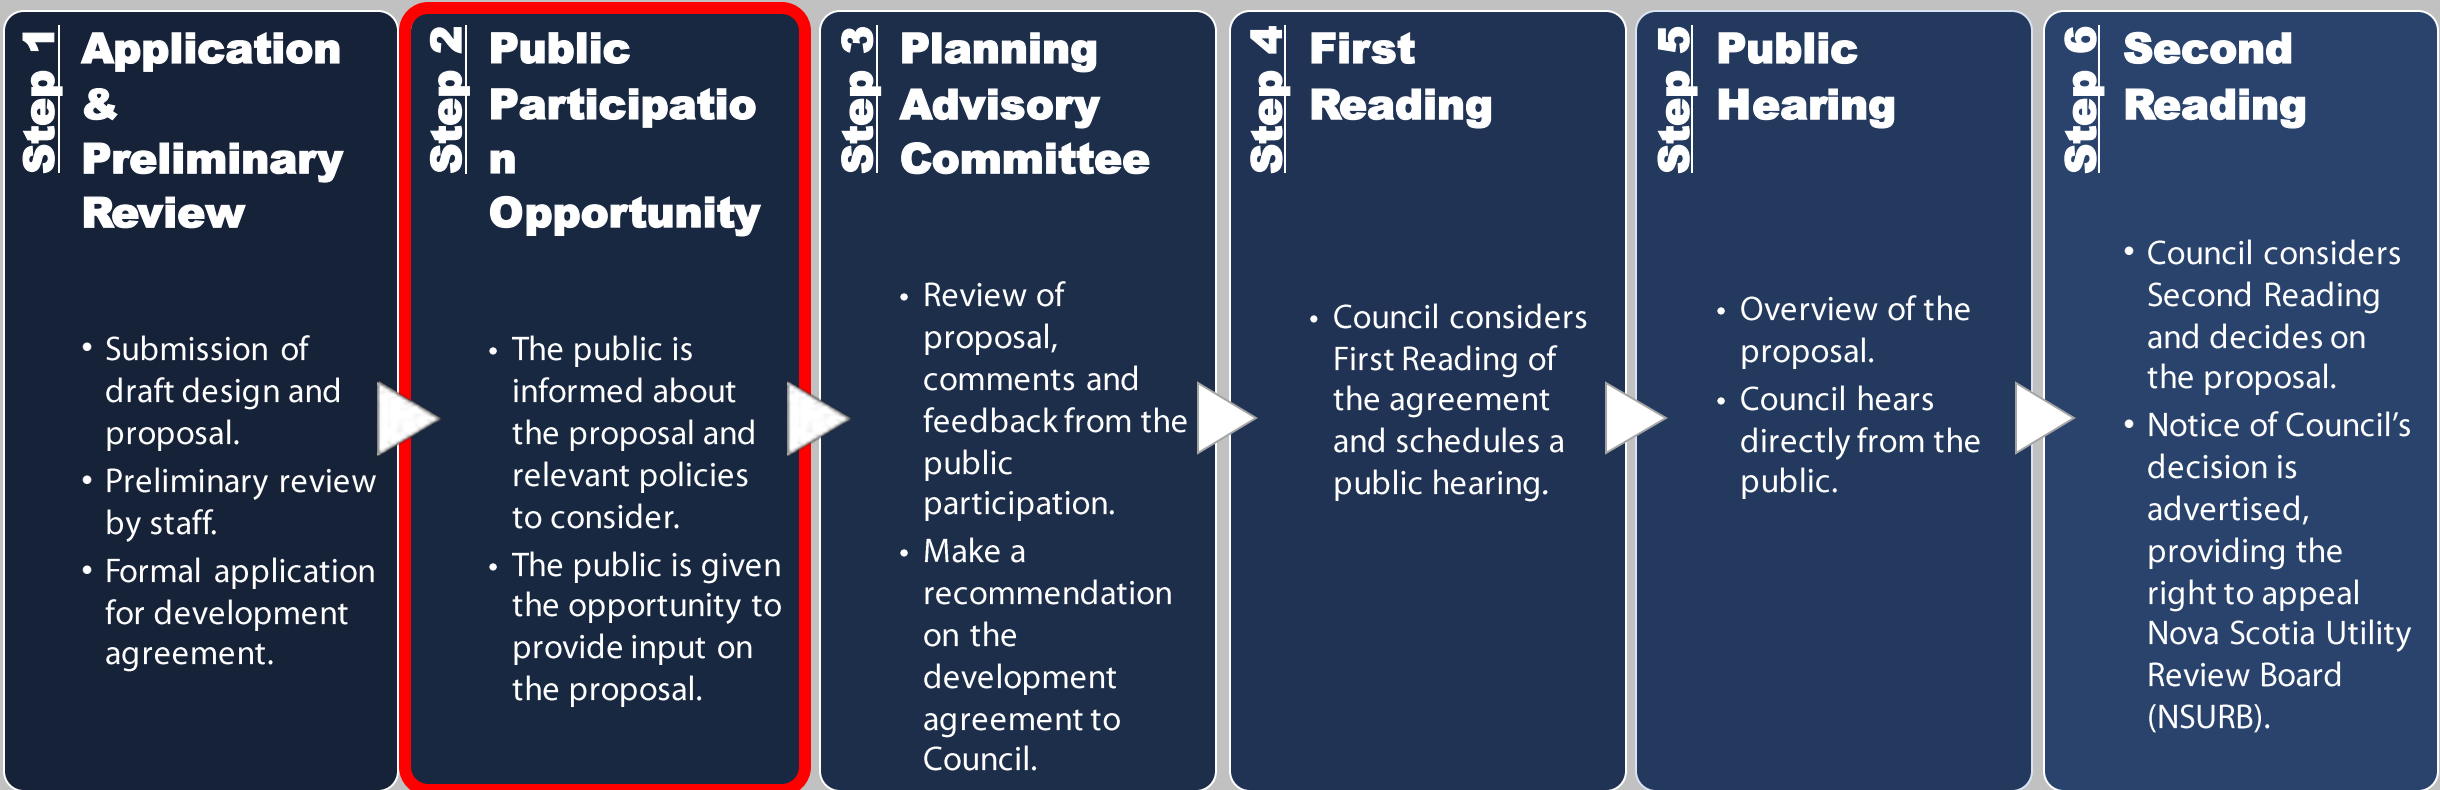 Step 1
Application
&
Preliminary
Review
• Submission of
draft design and
proposal.
• Preliminary review
by staff.
• Formal application
for development
agreement.
Step 2
Public
Participatio
n
Opportunity
• The public is
informed about
the proposal and
relevant policies
to consider.
• The public is given
the opportunity to
provide input on
the proposal.
Step 3
Planning
Advisory
Committee
• Review of
proposal,
comments and
feedback from the
public
participation.
• Make a
recommendation
on the
development
agreement to
Council.
Step 4
First
Reading
• Council considers
First Reading of
the agreement
and schedules a
public hearing.
Step 5
Public
Hearing
• Overview of the
proposal.
• Council hears
directly from the
public.
Step 6
Second
Reading
• Council considers
Second Reading
and decides on
the proposal.
• Notice of Council’s
decision is
advertised,
providing the
right to appeal
Nova Scotia Utility
Review Board
(NSURB).